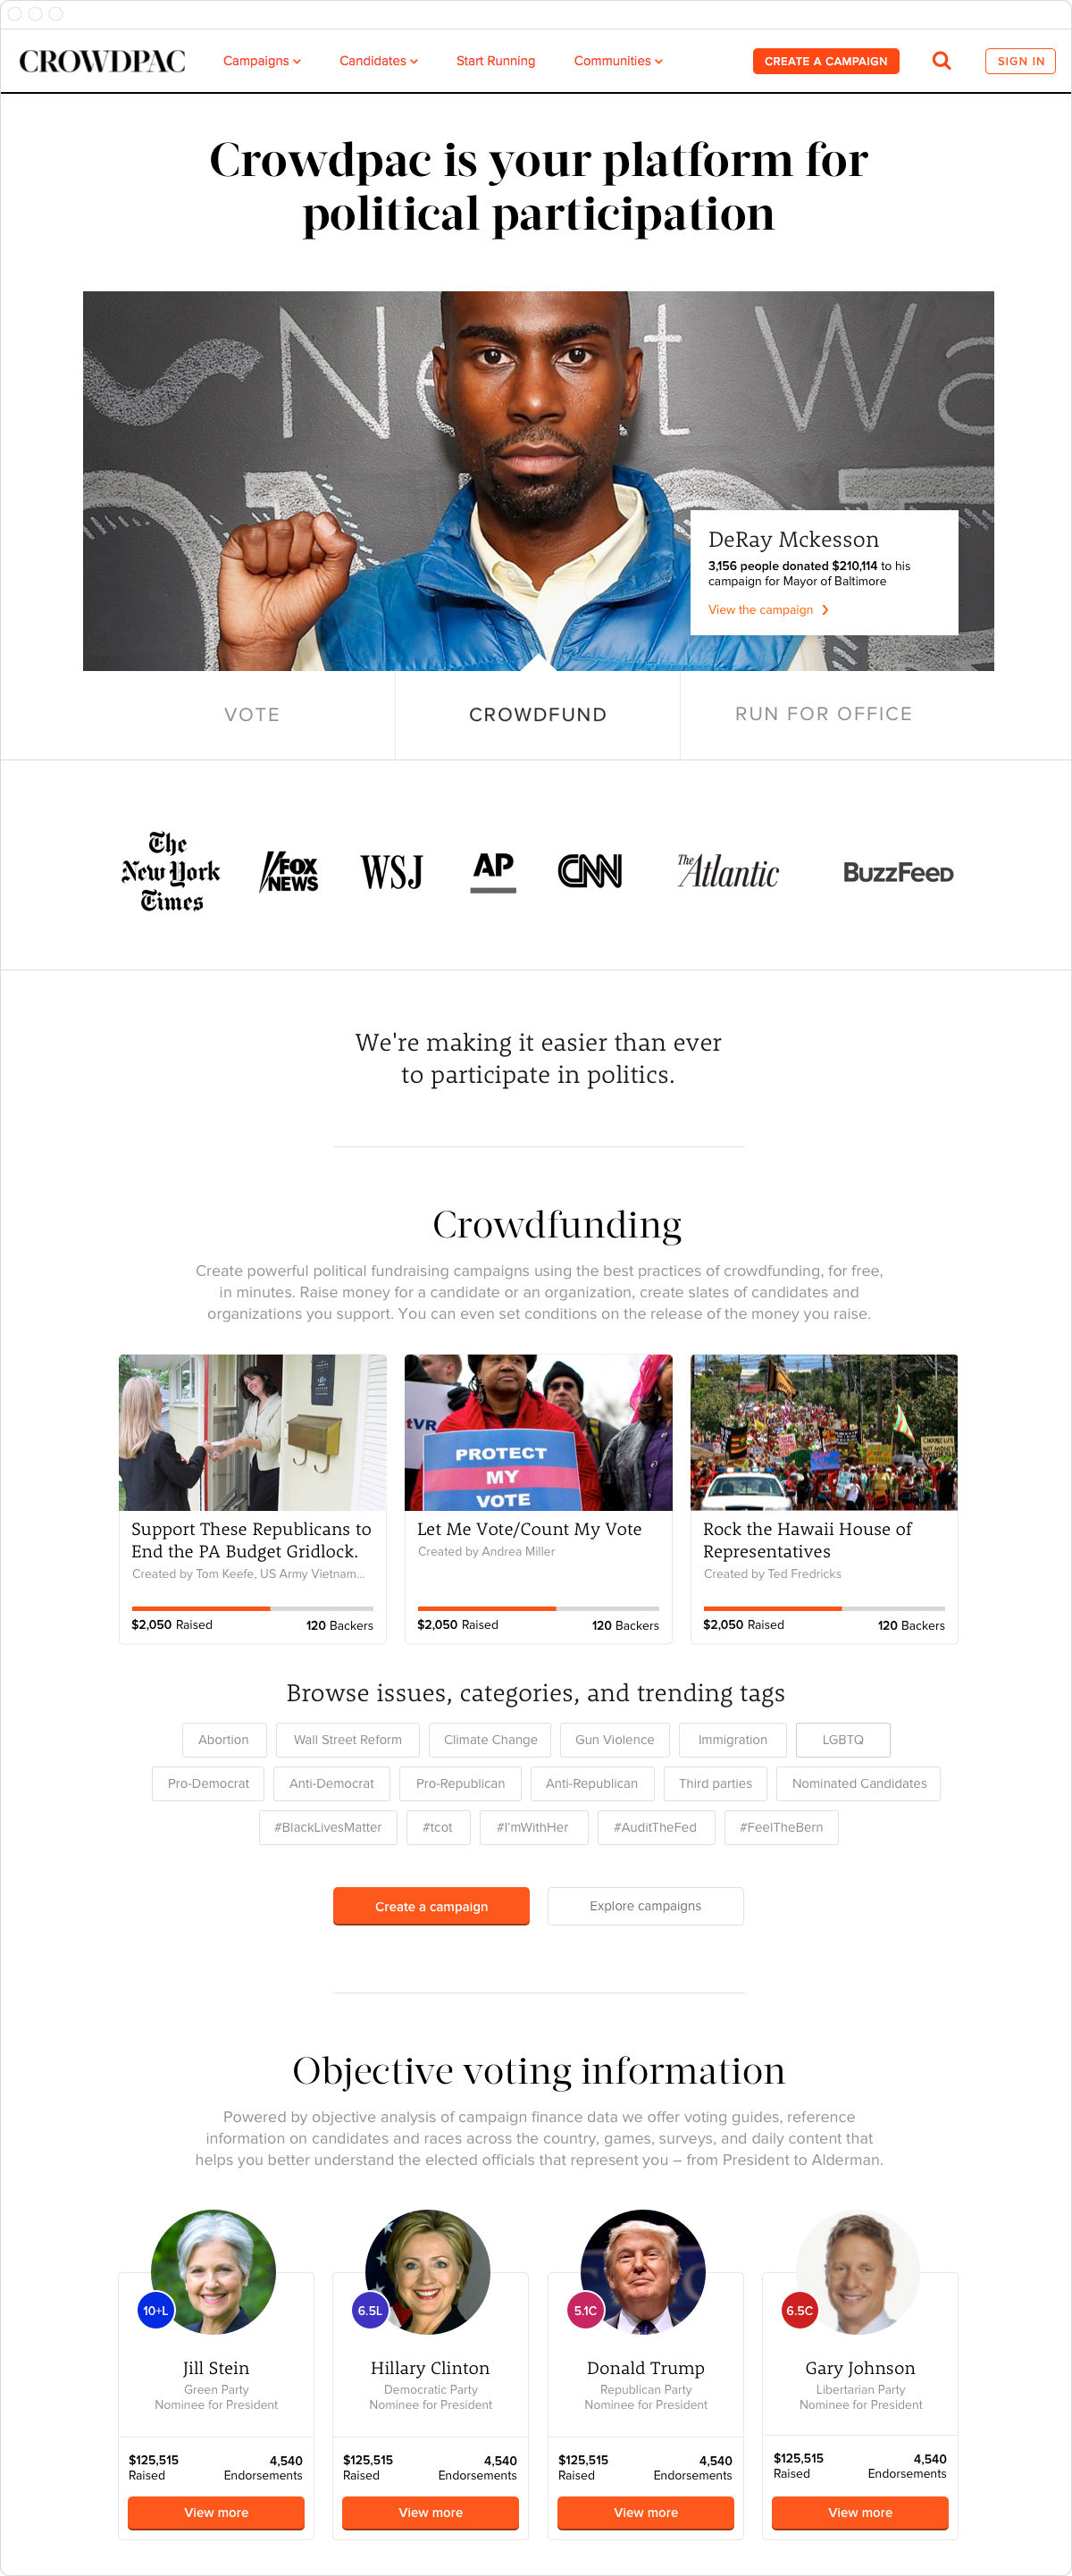 CROWDPAC
Campaigns
Candidates
Start Running
Communities
CREATE A CAMPAIGN
SIGN IN
Crowdpac is your platform for
political participation
DeRay Mckesson
3,156 people donated $210,114 to his
campaign for Mayor of Baltimore
View the campaign
VOTE
CROWDFUND
RUN FOR OFFICE
The
New York
Times
FOX
NEWS
WSJ
AP
CNN
The Atlantic
BuzzFeed
We're making it easier than ever
to participate in politics.
Crowdfunding
Create powerful political fundraising campaigns using the best practices of crowdfunding, for free,
in minutes. Raise money for a candidate or an organization, create slates of candidates and
organizations you support. You can even set conditions on the release of the money you raise.
PROTECT
MY
VOTE
Support These Republicans to
End the PA Budget Gridlock.
Created by Tom Keefe, US Army Vietnam...
$2,050 Raised
120 Backers
Let Me Vote/Count My Vote
Created by Andrea Miller
$2,050 Raised
120 Backers
Rock the Hawaii House of
Representatives
Created by Ted Fredricks
$2,050 Raised
120 Backers
Browse issues, categories, and trending tags
Abortion
Wall Street Reform
Climate Change
Gun Violence
Immigration
LGBTQ
Pro-Democrat
Anti-Democrat
Pro-Republican
Anti-Republican
Third parties
Nominated Candidates
#BlackLivesMatter
#tcot
#I'mWithHer
#AuditTheFed
#FeelTheBern
Create a campaign
Explore campaigns
Objective voting information
Powered by objective analysis of campaign finance data we offer voting guides, reference
information on candidates and races across the country, games, surveys, and daily content that
helps you better understand the elected officials that represent you – from President to Alderman.
10+L
Jill Stein
Green Party
Nominee for President
$125,515
Raised
4,540
Endorsements
View more
6.5L
Hillary Clinton
Democratic Party
Nominee for President
$125,515
Raised
4,540
Endorsements
View more
5.1C
Donald Trump
Republican Party
Nominee for President
$125,515
Raised
4,540
Endorsements
View more
6.5C
Gary Johnson
Libertarian Party
Nominee for President
$125,515
Raised
4,540
Endorsements
View more